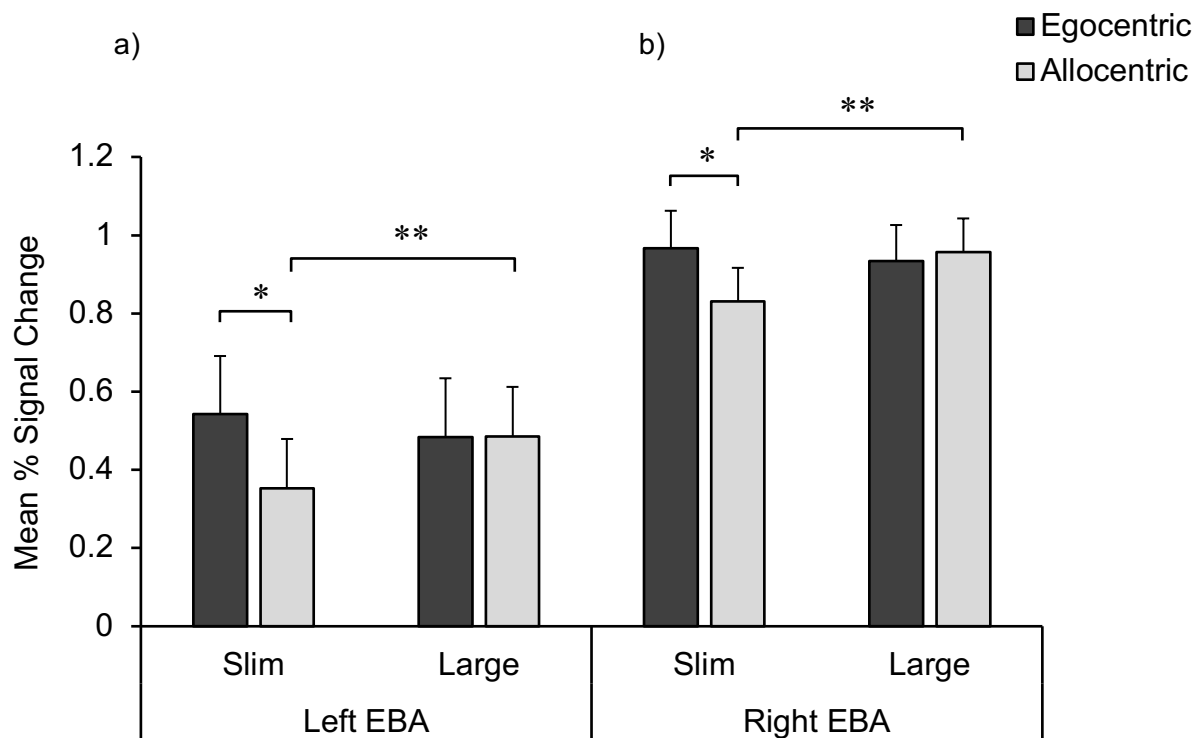 a)
b)
Egocentric
Allocentric
**
*
**
*
Mean % Signal Change
1.2
1
0.8
0.6
0.4
0.2
0
Slim
Large
Slim
Large
Left EBA
Right EBA